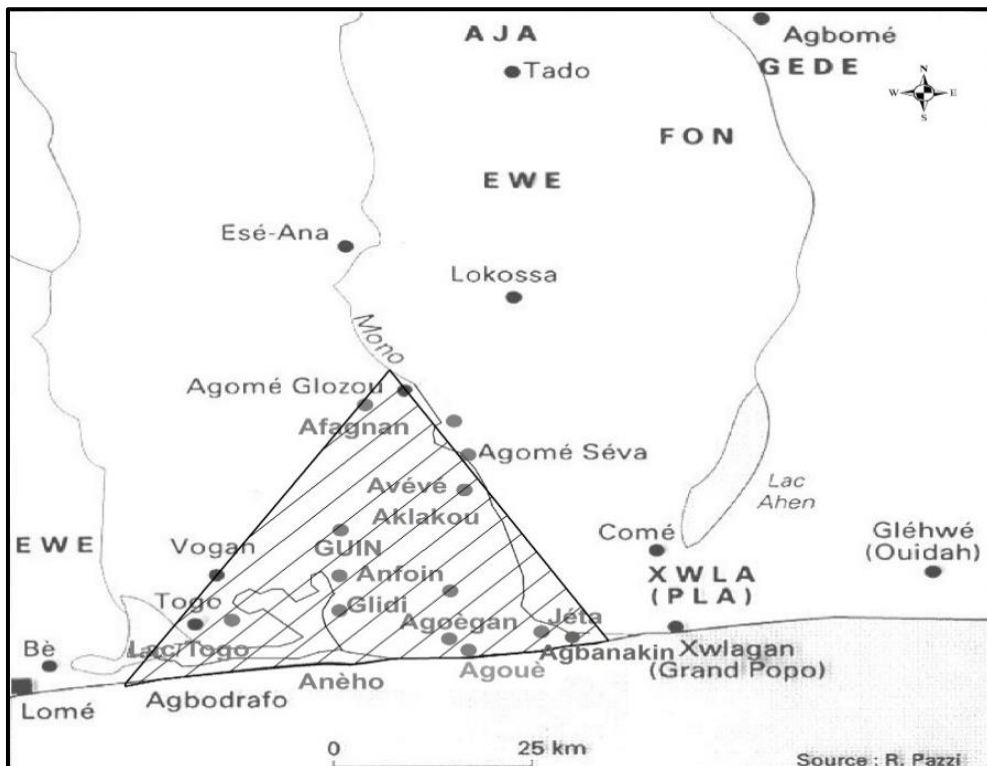 AJA
Agbomé
GEDE
Tado
N
W E
S
FON
EWE
Esé-Ana
Lokossa
Mono
Agomé Glozou
Afagnan
Agomé Séva
Avévé
Lac
Ahen
Aklakou
EWE
Vogan
GUIN
Comé
Gléhwé
(Ouidah)
Anfoin
XWLA
(PLA)
Togo
Glidi
Jéta
Agoègan
Bè
Lac Togo
Agbanakin
Xwlagan
(Grand Popo)
Agouè
Anèho
Agbodrafo
Lomé
0 25 km
Source : R. Pazzi